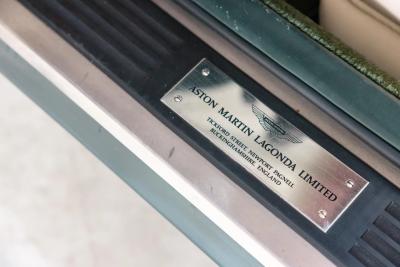 ASTON MARTIN LAGONDA LIMITED
TICKFORD STREET, NEWPORT PAGNELL
BUCKINGHAMSHIRE, ENGLAND